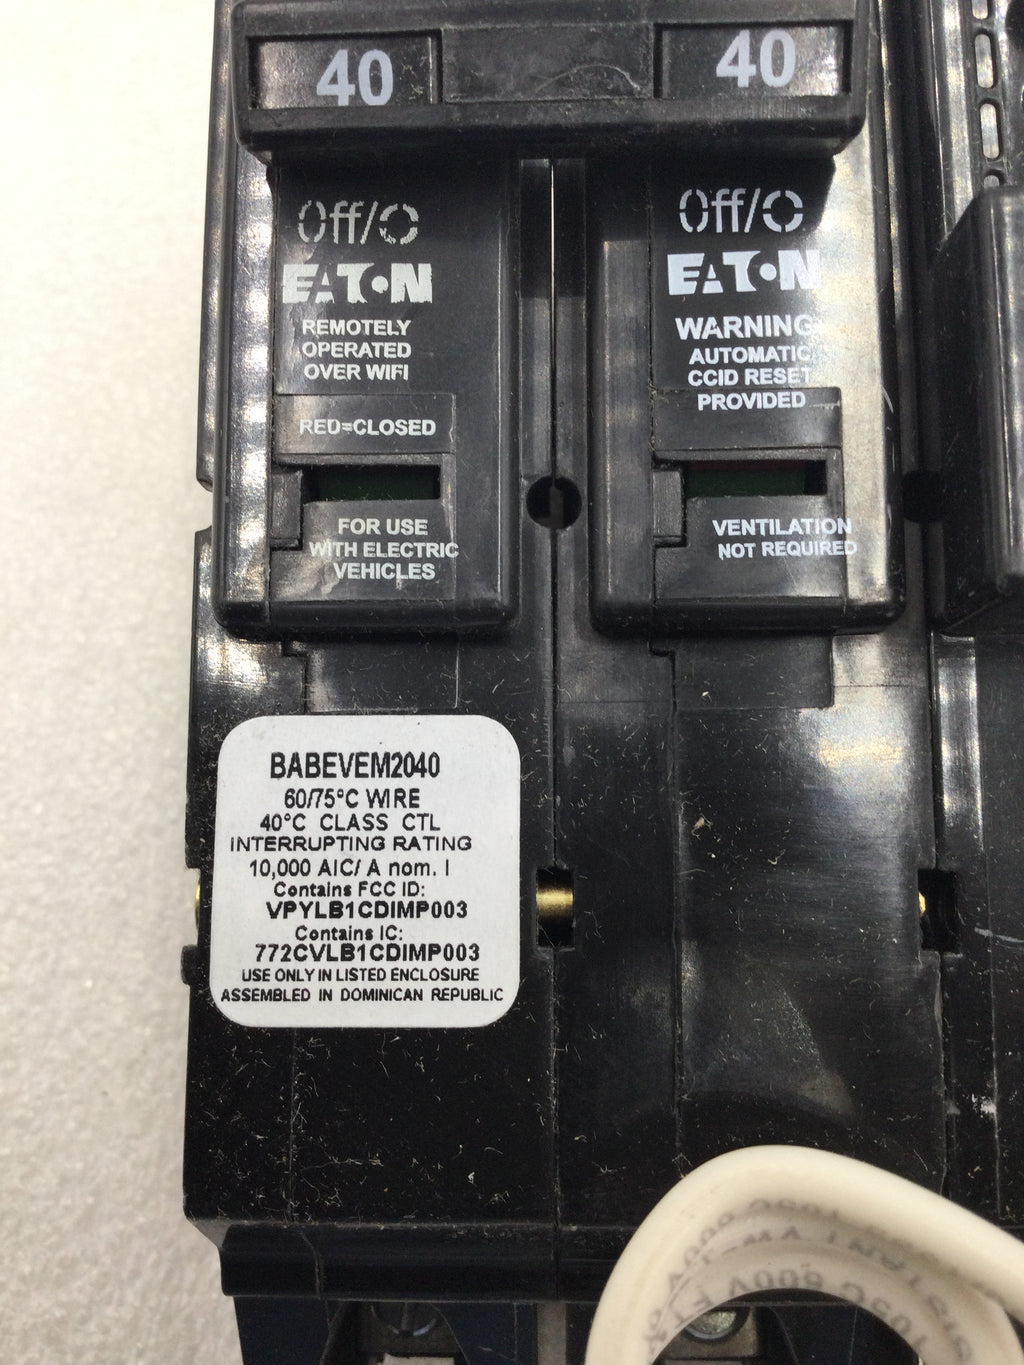 40
40
Off/O
EATON
REMOTELY
OPERATED
OVER WIFI
RED=CLOSED
FOR USE
WITH ELECTRIC
VEHICLES
Off/O
EATON
WARNING
AUTOMATIC
CCID RESET
PROVIDED
VENTILATION
NOT REQUIRED
BABEVEM2040
60/75°C WIRE
40°C CLASS CTL
INTERRUPTING RATING
10,000 AIC/ A nom. I
Contains FCC ID:
VPYLB1CDIMP003
Contains IC:
772CVLB1CDIMP003
USE ONLY IN LISTED ENCLOSURE
ASSEMBLED IN DOMINICAN REPUBLIC
600V